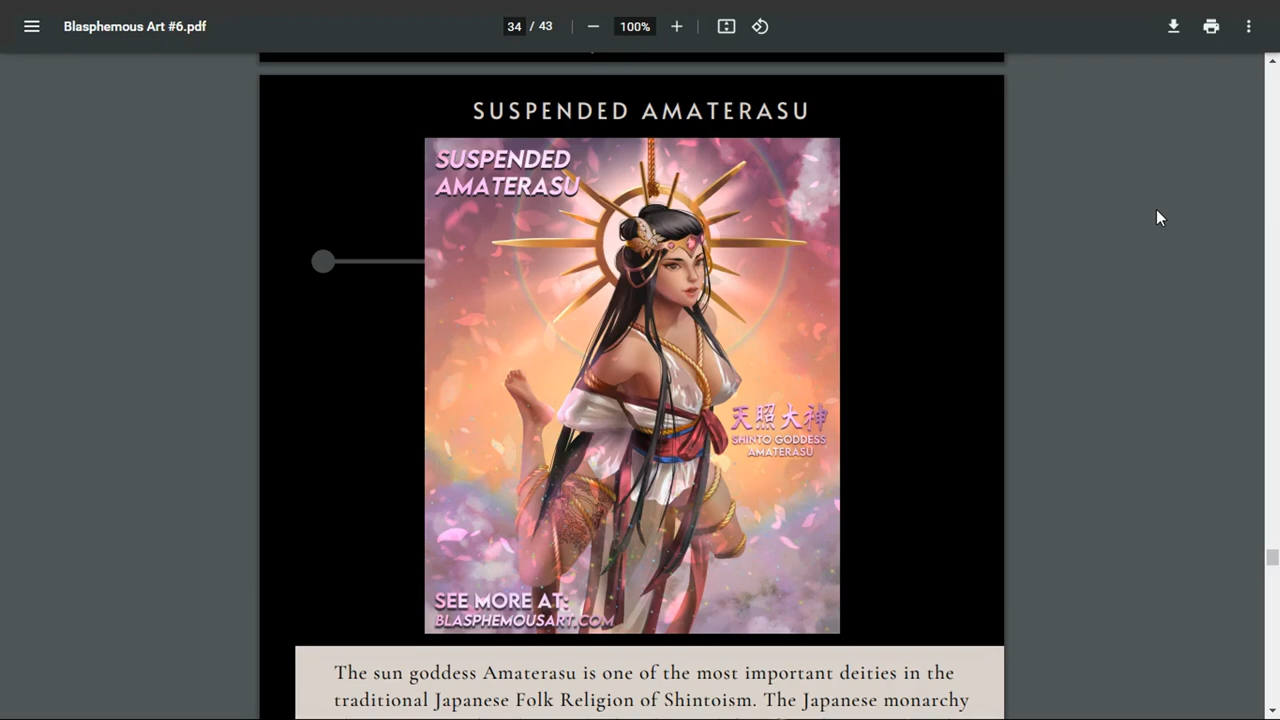 Blasphemous Art #6.pdf
34 / 43
100%
SUSPENDED AMATERASU
SUSPENDED
AMATERASU
天照大神
SHINTO GODDESS
AMATERASU
SEE MORE AT:
BLASPHEMOUSART.COM
The sun goddess Amaterasu is one of the most important deities in the
traditional Japanese Folk Religion of Shintoism. The Japanese monarchy